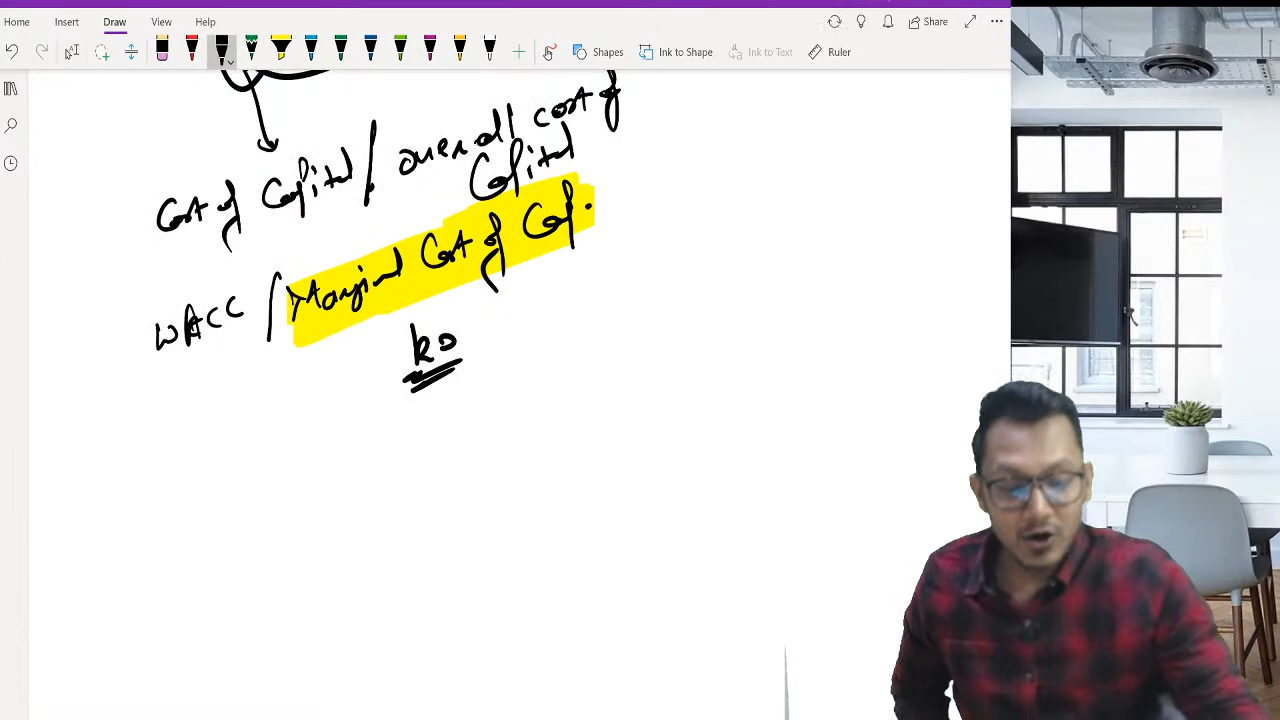 Home Insert Draw View Help
Share
Shapes Ink to Shape Ink to Text Ruler
Cost of Capital / overall cost of
Capital
WACC / Marginal Cost of Cap.
ko